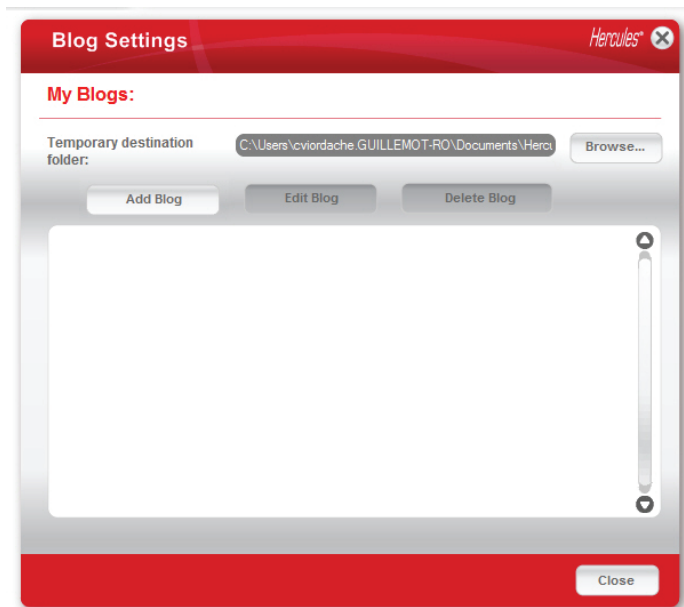 Blog Settings
Hercules®
My Blogs:
Temporary destination
folder:
C:\Users\cviordache.GUILLEMOT-RO\Documents\Hercu
Browse...
Add Blog
Edit Blog
Delete Blog
Close